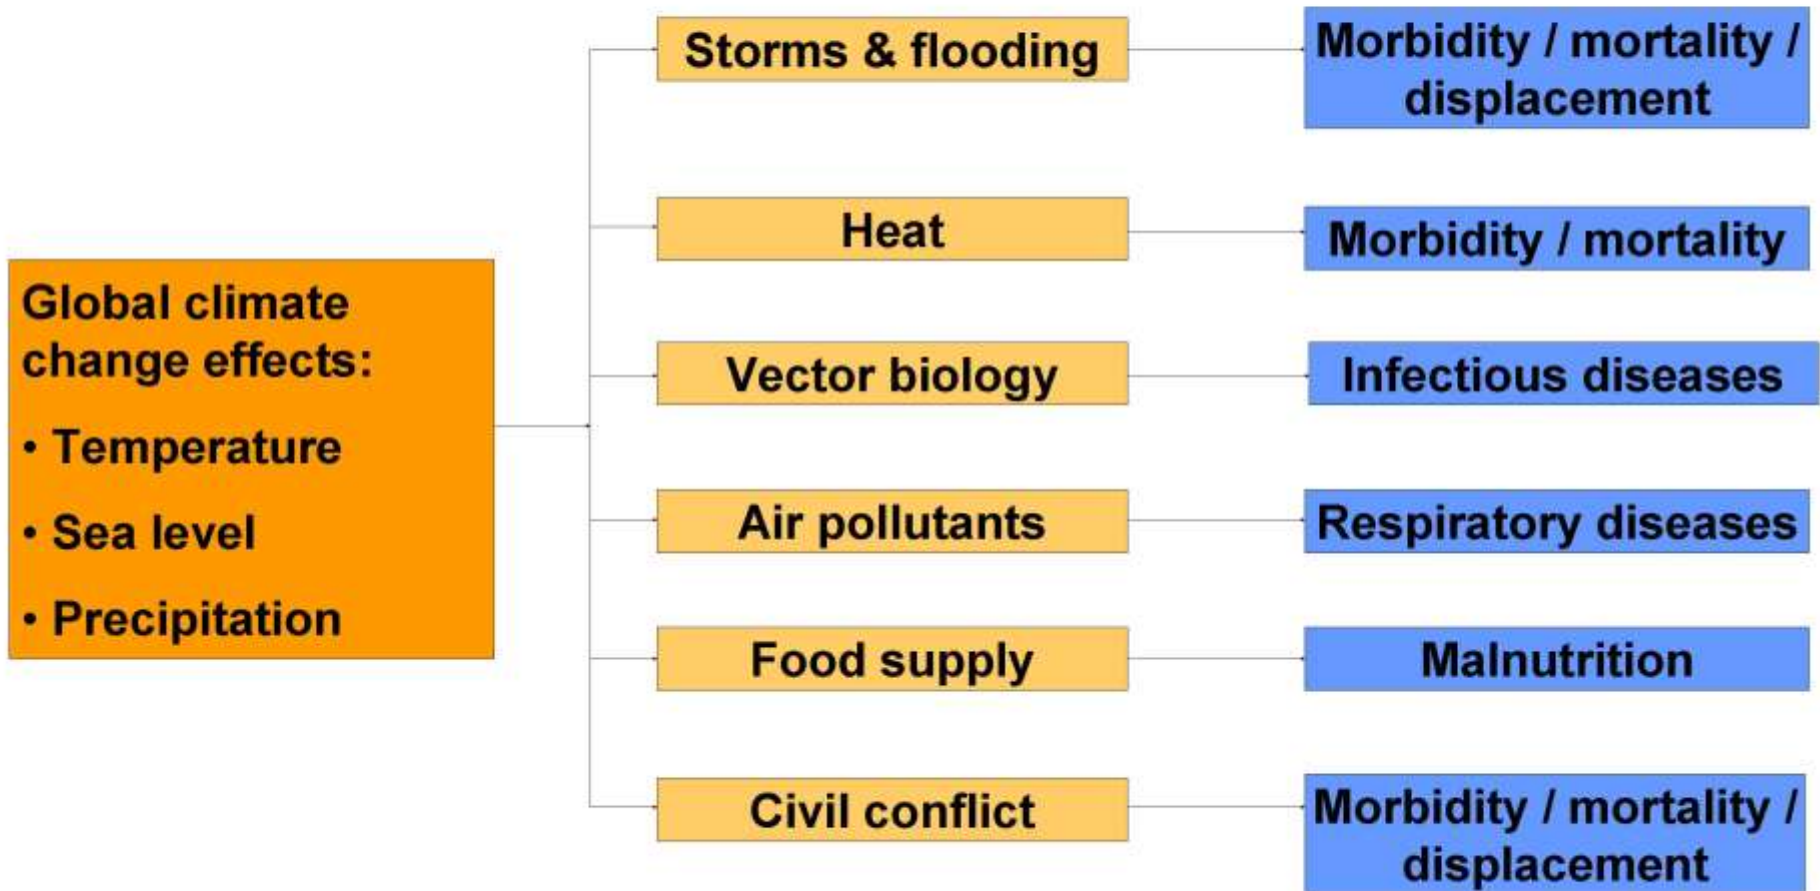 Global climate
change effects:
• Temperature
• Sea level
• Precipitation
Storms & flooding
Morbidity / mortality /
displacement
Heat
Morbidity / mortality
Vector biology
Infectious diseases
Air pollutants
Respiratory diseases
Food supply
Malnutrition
Civil conflict
Morbidity / mortality /
displacement